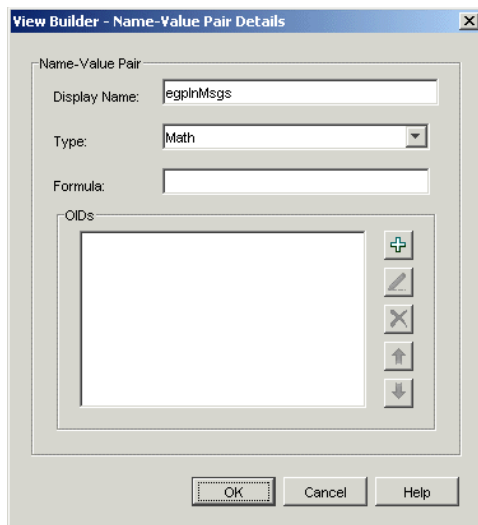 View Builder - Name-Value Pair Details
Name-Value Pair
Display Name: egpInMsgs
Type: Math
Formula:
OIDs
OK Cancel Help